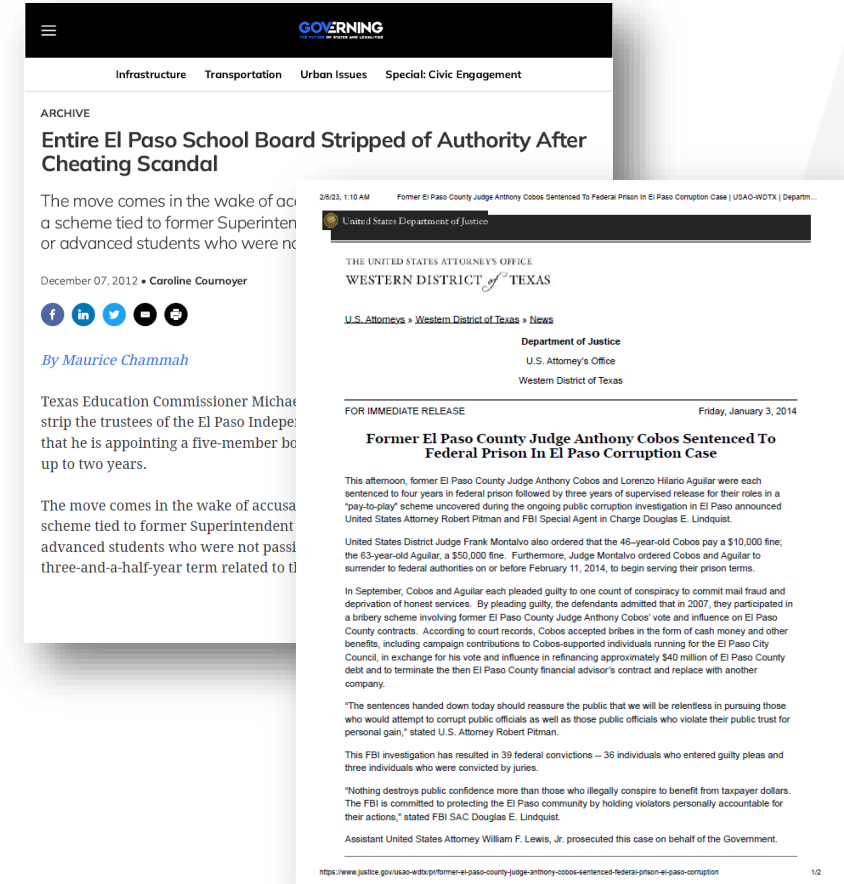 GOVERNING
THE FUTURE OF STATES AND LOCALITIES
Infrastructure Transportation Urban Issues Special: Civic Engagement
ARCHIVE
Entire El Paso School Board Stripped of Authority After
Cheating Scandal
The move comes in the wake of
a scheme tied to former
or advanced students who were
December 07, 2012 • Caroline Cournoyer
By Maurice Chammah
Texas Education Commissioner
strip the trustees of the El Paso
that he is appointing a five-member
up to two years.
The move comes in the wake of
scheme tied to former Superintendent
advanced students who were not
three-and-a-half-year term related to
2/5/23, 1:10 AM Former El Paso County Judge Anthony Cobos Sentenced To Federal Prison In El Paso Corruption Case | USAO-WDTX | Departm...
United States Department of Justice
THE UNITED STATES ATTORNEY'S OFFICE
WESTERN DISTRICT of TEXAS
U.S. Attorneys » Western District of Texas » News
Department of Justice
U.S. Attorney's Office
Western District of Texas
FOR IMMEDIATE RELEASE Friday, January 3, 2014
Former El Paso County Judge Anthony Cobos Sentenced To
Federal Prison In El Paso Corruption Case
This afternoon, former El Paso County Judge Anthony Cobos and Lorenzo Hilario Aguilar were each
sentenced to four years in federal prison followed by three years of supervised release for their roles in a
"pay-to-play" scheme uncovered during the ongoing public corruption investigation in El Paso announced
United States Attorney Robert Pitman and FBI Special Agent in Charge Douglas E. Lindquist.
United States District Judge Frank Montalvo also ordered that the 46–year-old Cobos pay a $10,000 fine;
the 63-year-old Aguilar, a $50,000 fine. Furthermore, Judge Montalvo ordered Cobos and Aguilar to
surrender to federal authorities on or before February 11, 2014, to begin serving their prison terms.
In September, Cobos and Aguilar each pleaded guilty to one count of conspiracy to commit mail fraud and
deprivation of honest services. By pleading guilty, the defendants admitted that in 2007, they participated in
a bribery scheme involving former El Paso County Judge Anthony Cobos' vote and influence on El Paso
County contracts. According to court records, Cobos accepted bribes in the form of cash money and other
benefits, including campaign contributions to Cobos-supported individuals running for the El Paso City
Council, in exchange for his vote and influence in refinancing approximately $40 million of El Paso County
debt and to terminate the then El Paso County financial advisor's contract and replace with another
company.
"The sentences handed down today should reassure the public that we will be relentless in pursuing those
who would attempt to corrupt public officials as well as those public officials who violate their public trust for
personal gain," stated U.S. Attorney Robert Pitman.
This FBI investigation has resulted in 39 federal convictions -- 36 individuals who entered guilty pleas and
three individuals who were convicted by juries.
"Nothing destroys public confidence more than those who illegally conspire to benefit from taxpayer dollars.
The FBI is committed to protecting the El Paso community by holding violators personally accountable for
their actions," stated FBI SAC Douglas E. Lindquist.
Assistant United States Attorney William F. Lewis, Jr. prosecuted this case on behalf of the Government.
https://www.justice.gov/usao-wdtx/pr/former-el-paso-county-judge-anthony-cobos-sentenced-federal-prison-el-paso-corruption 1/2